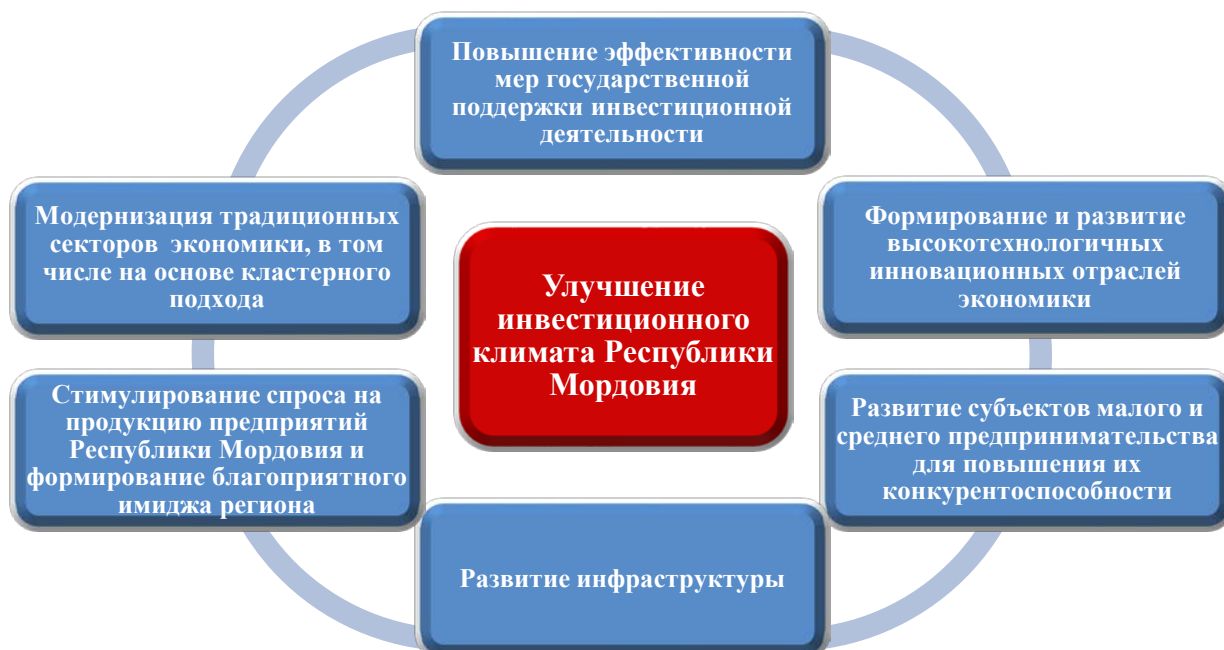 Повышение эффективности
мер государственной
поддержки инвестиционной
деятельности
Модернизация традиционных
секторов экономики, в том
числе на основе кластерного
подхода
Формирование и развитие
высокотехнологичных
инновационных отраслей
экономики
Улучшение
инвестиционного
климата Республики
Мордовия
Стимулирование спроса на
продукцию предприятий
Республики Мордовия и
формирование благоприятного
имиджа региона
Развитие субъектов малого и
среднего предпринимательства
для повышения их
конкурентоспособности
Развитие инфраструктуры